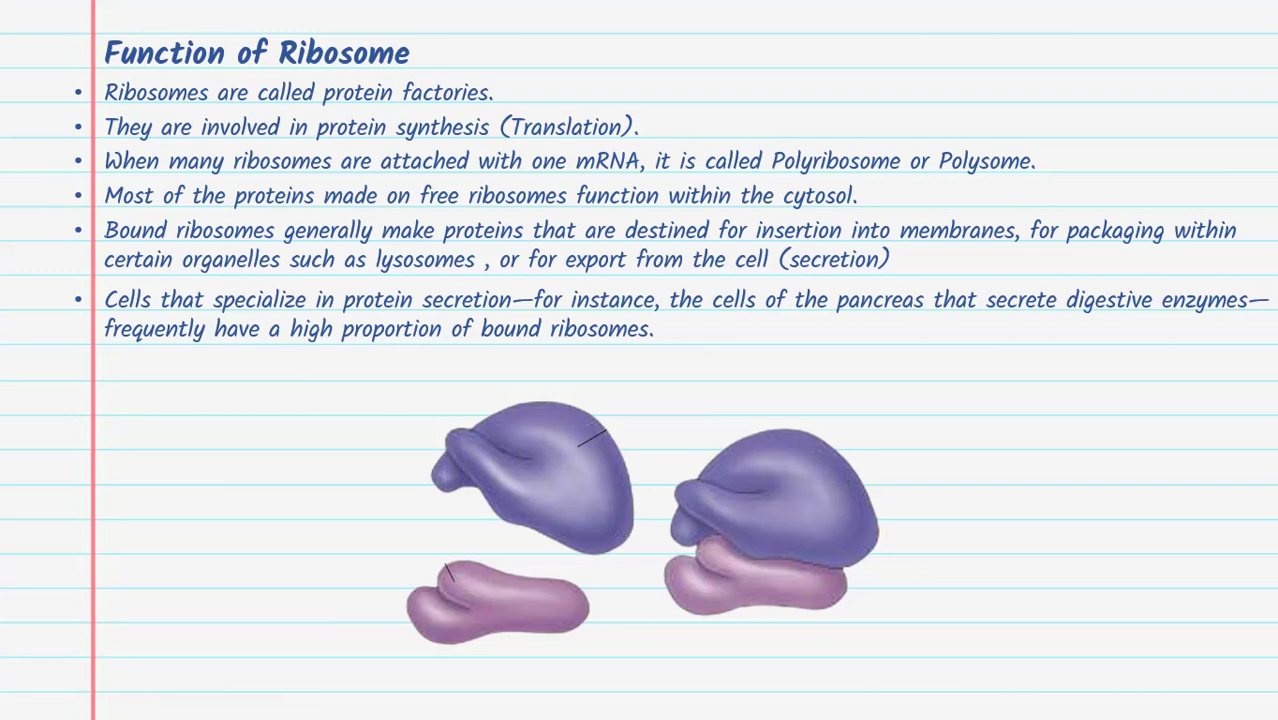 Function of Ribosome
• Ribosomes are called protein factories.
• They are involved in protein synthesis (Translation).
• When many ribosomes are attached with one mRNA, it is called Polyribosome or Polysome.
• Most of the proteins made on free ribosomes function within the cytosol.
• Bound ribosomes generally make proteins that are destined for insertion into membranes, for packaging within
certain organelles such as lysosomes , or for export from the cell (secretion)
• Cells that specialize in protein secretion—for instance, the cells of the pancreas that secrete digestive enzymes—
frequently have a high proportion of bound ribosomes.